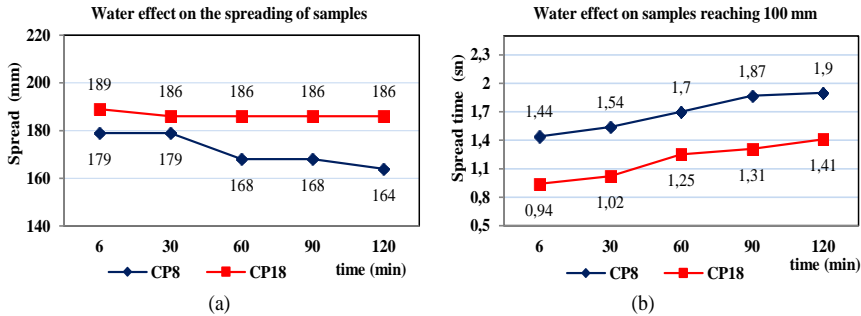 Water effect on the spreading of samples
Spread (mm)
220
200
180
160
140
189 186 186 186 186
179 179 168 168 164
6 30 60 90 120
CP8 CP18 time (min)
(a)
Water effect on samples reaching 100 mm
Spread time (sn)
2,3
2
1,7
1,4
1,1
0,8
0,5
1,44 1,54 1,7 1,87 1,9
0,94 1,02 1,25 1,31 1,41
6 30 60 90 120
CP8 CP18 time (min)
(b)